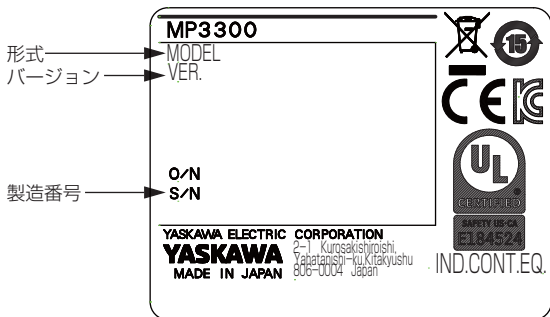 MP3300
形式
MODEL
バージョン
VER.
15
CE
O/N
製造番号
S/N
UL
CERTIFIED
SAFETY US-CA
E184524
YASKAWA ELECTRIC CORPORATION
YASKAWA
MADE IN JAPAN
2-1 Kurosakishiroishi,
Yahatanishi-ku,Kitakyushu
806-0004 Japan
IND.CONT.EQ.